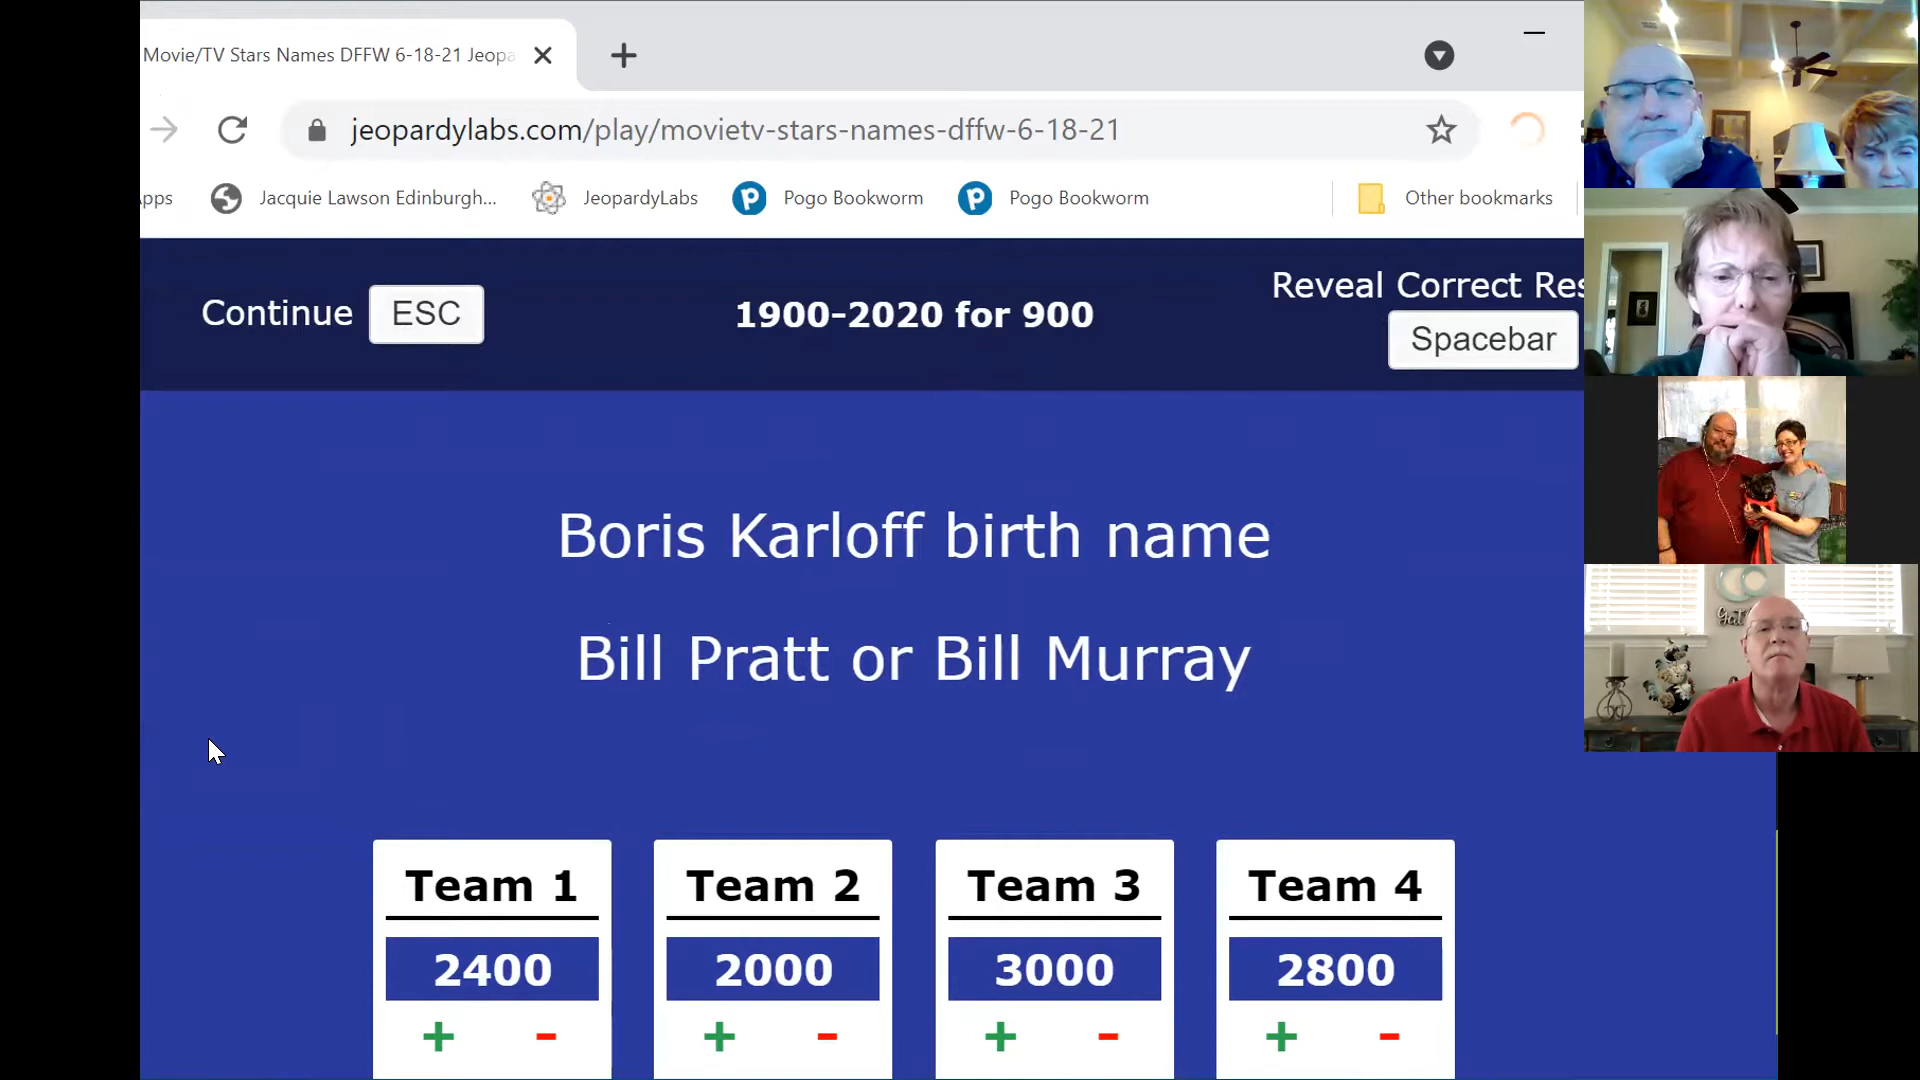 Movie/TV Stars Names DFFW 6-18-21 Jeopa
jeopardylabs.com/play/movietv-stars-names-dffw-6-18-21
Jacquie Lawson Edinburgh...
JeopardyLabs
Pogo Bookworm
Pogo Bookworm
Other bookmarks
Continue ESC
1900-2020 for 900
Reveal Correct Res
Spacebar
Boris Karloff birth name
Bill Pratt or Bill Murray
Team 1
Team 2
Team 3
Team 4
2400
2000
3000
2800
+ -
+ -
+ -
+ -